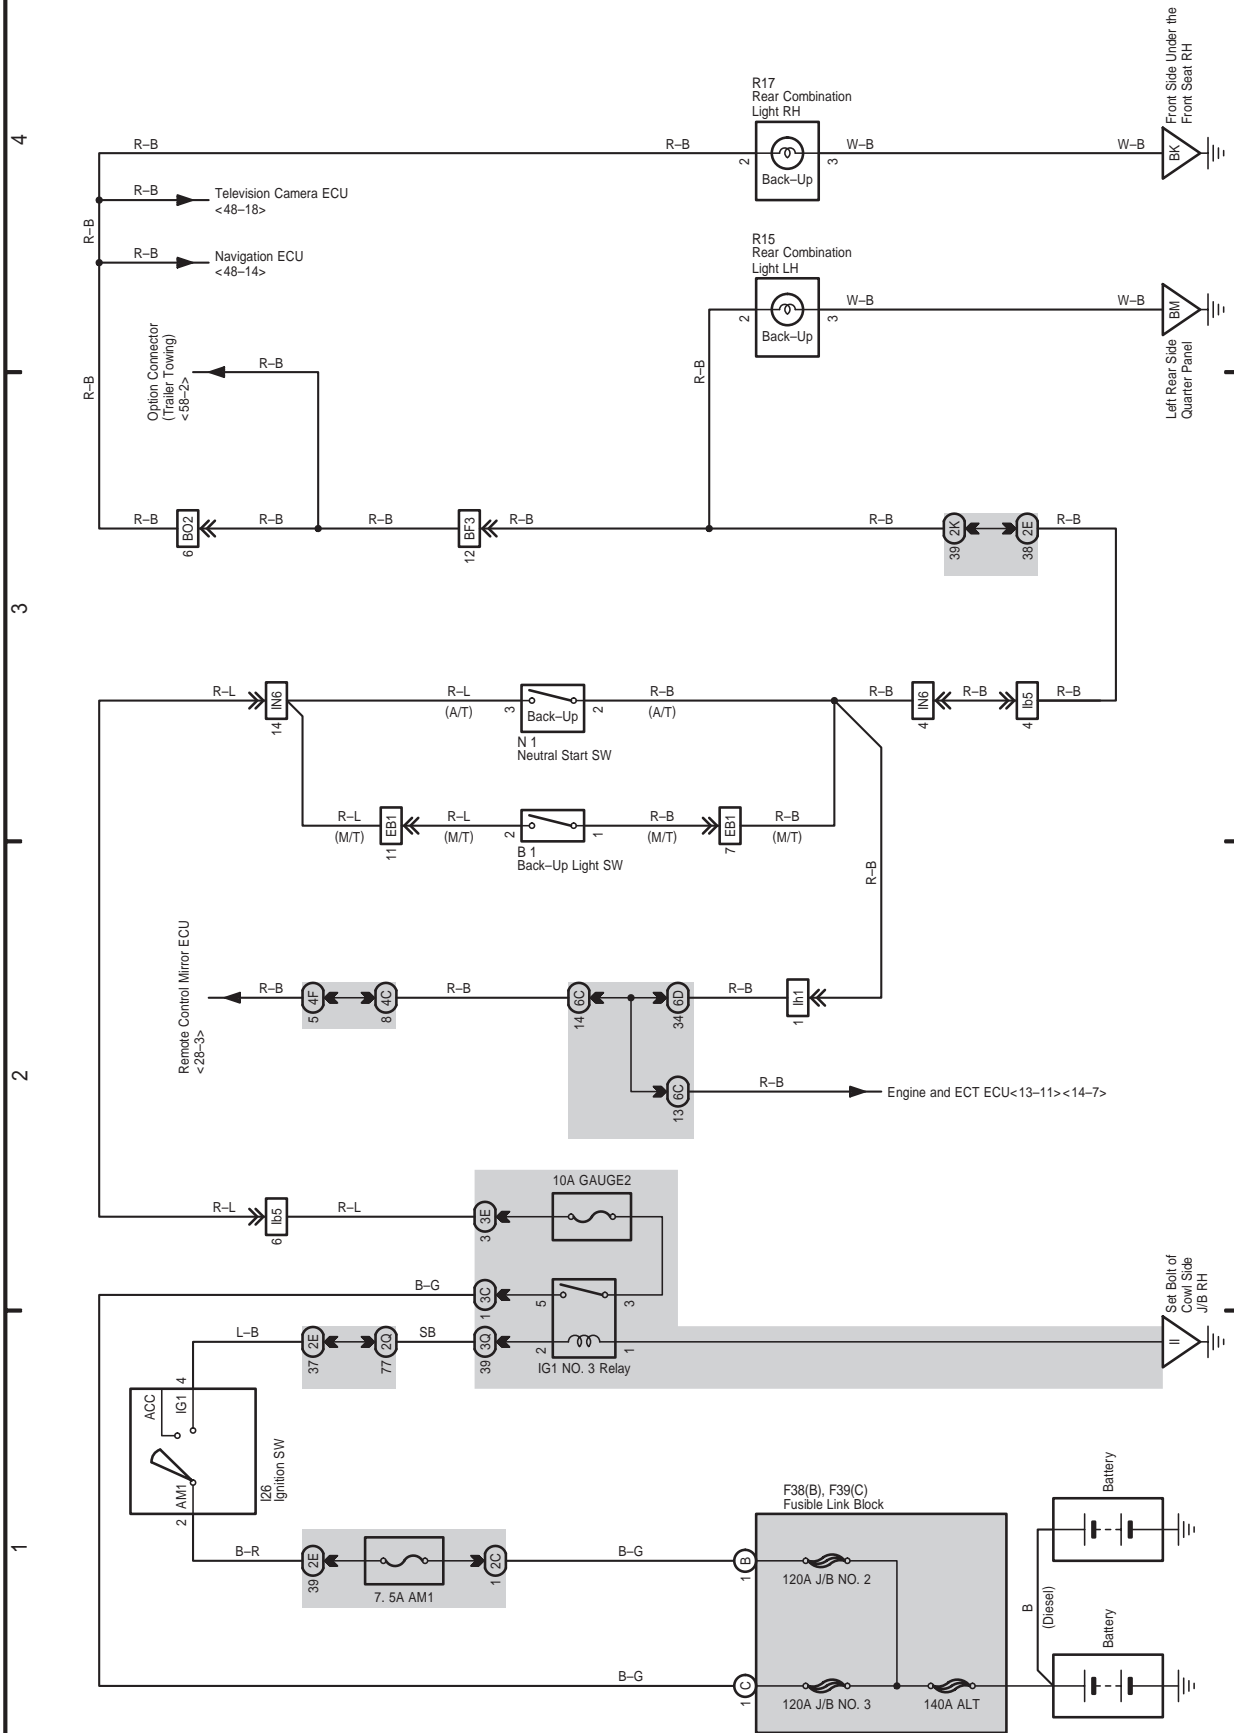 4
3
2
1
R17
Rear Combination
Light RH
R–B
R–B
2
Back–Up
3
W–B
W–B
BK
Front Side Under the
Front Seat RH
R–B
Television Camera ECU
<48–18>
R–B
R–B
Navigation ECU
<48–14>
R15
Rear Combination
Light LH
2
Back–Up
3
W–B
W–B
BM
Left Rear Side
Quarter Panel
Option Connector
(Trailer Towing)
<58–2>
R–B
R–B
R–B
R–B
BO2
6
R–B
R–B
BF3
12
R–B
R–B
2K
39
2E
38
R–B
R–L
IN6
14
R–L
(A/T)
3
Back–Up
2
N 1
Neutral Start SW
R–B
(A/T)
R–B
IN6
4
R–B
Ib5
4
R–B
R–L
(M/T)
EB1
11
R–L
(M/T)
2
1
B 1
Back–Up Light SW
R–B
(M/T)
EB1
7
R–B
(M/T)
R–B
Remote Control Mirror ECU
<28–3>
R–B
4F
5
4C
8
R–B
6C
14
6D
34
R–B
Ih1
1
6C
13
R–B
Engine and ECT ECU<13–11><14–7>
R–L
Ib5
6
R–L
3E
3
10A GAUGE2
B–G
3C
1
5
3
L–B
2E
37
2Q
77
SB
3Q
39
2
1
IG1 NO. 3 Relay
II
Set Bolt of
Cowl Side
J/B RH
ACC
IG1
4
AM1
2
I26
Ignition SW
B–R
2E
39
7. 5A AM1
2C
1
B–G
B
1
F38(B), F39(C)
Fusible Link Block
120A J/B NO. 2
B–G
C
1
120A J/B NO. 3
140A ALT
B
(Diesel)
Battery
Battery